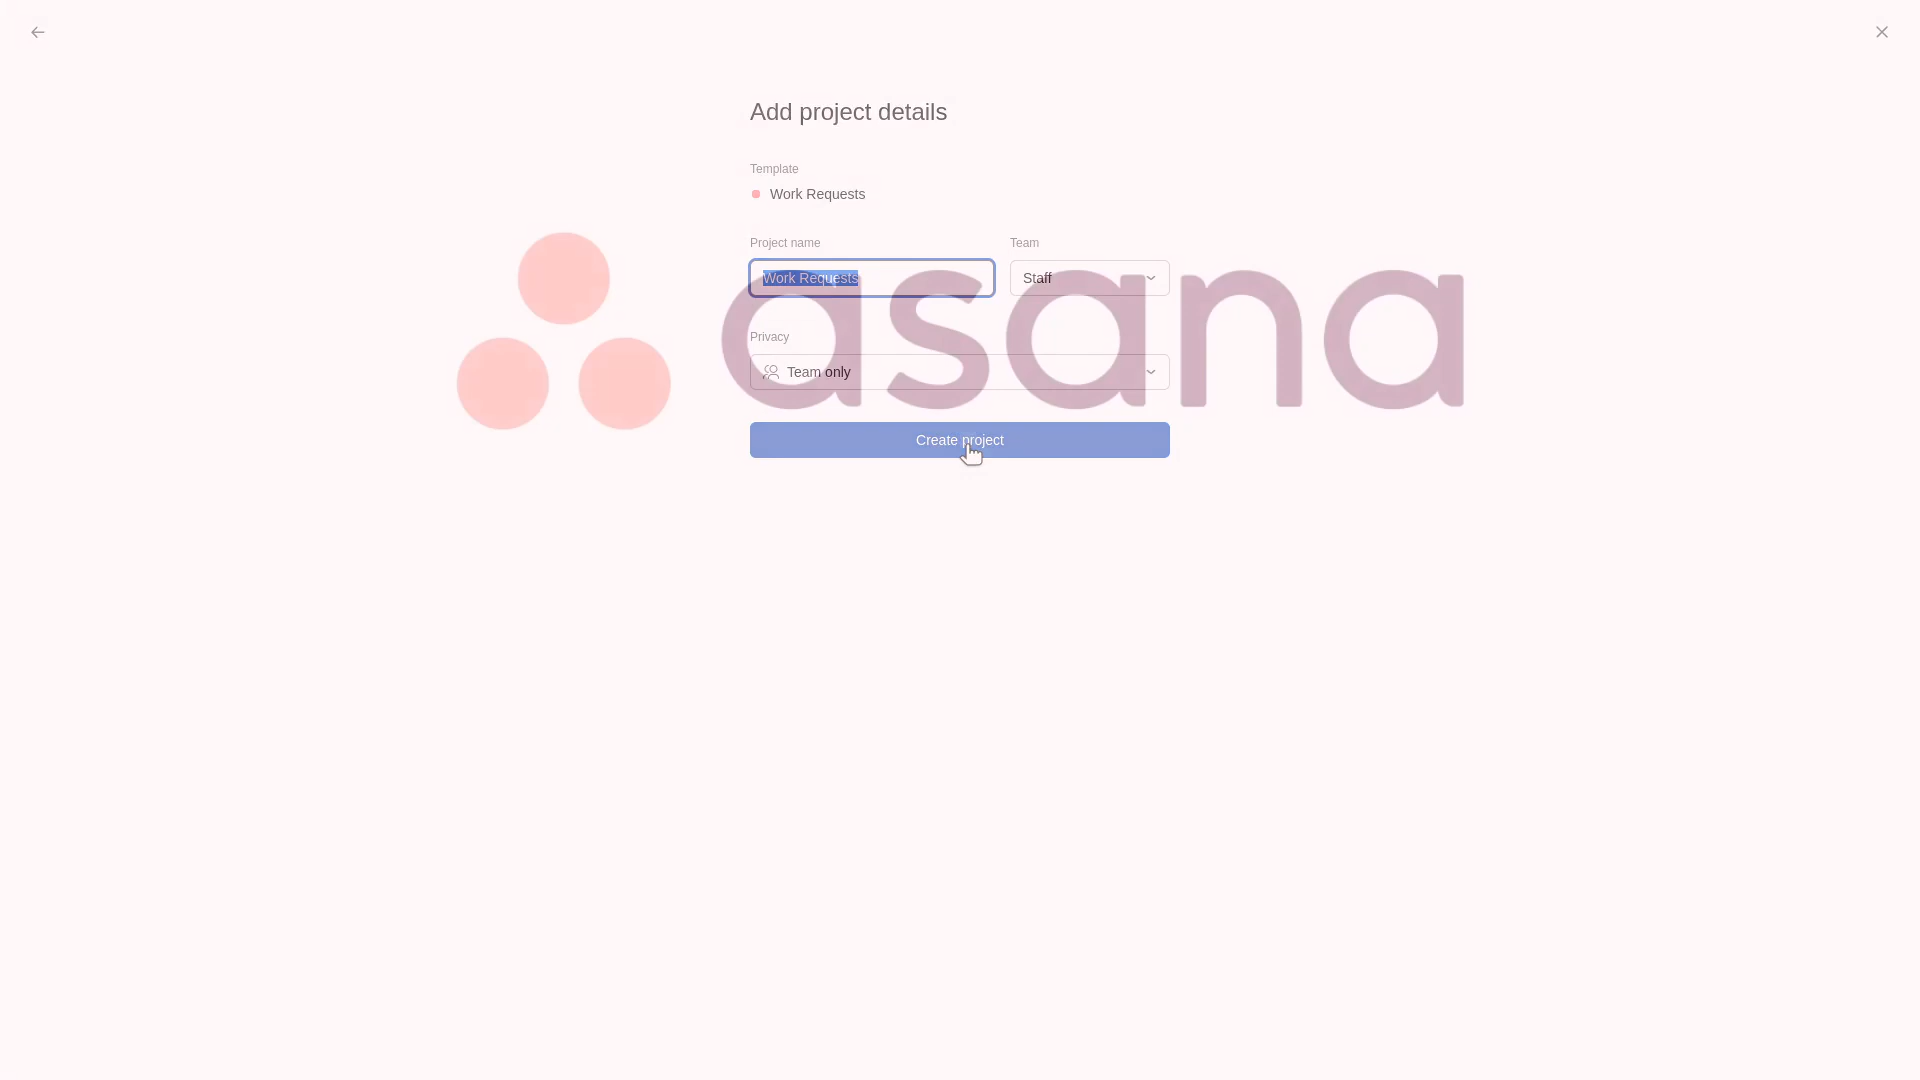 Add project details
Template
Work Requests
Project name
Team
Work Requests
Staff
asana
Privacy
Team only
Create project